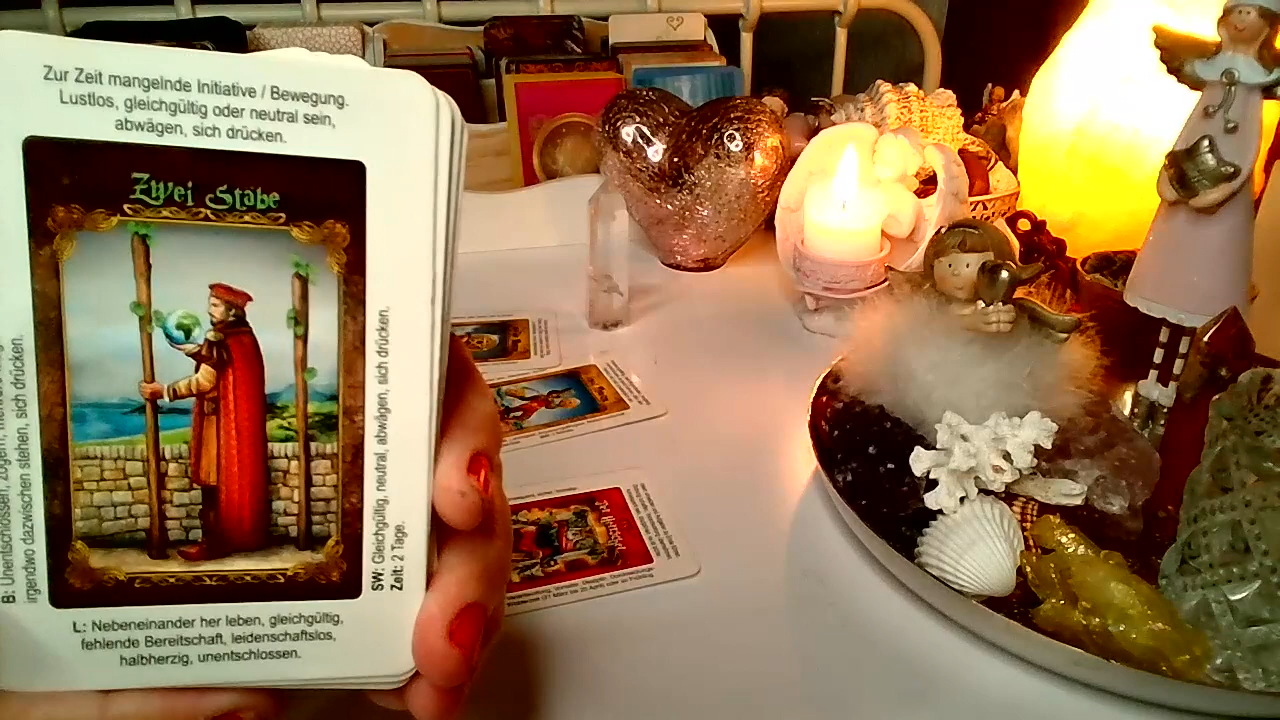 Zur Zeit mangelnde Initiative / Bewegung.
Lustlos, gleichgültig oder neutral sein,
abwägen, sich drücken.
Zwei Stäbe
B: Unentschlossen, zögern,
irgendwo dazwischen stehen, sich drücken.
SW: Gleichgültig, neutral, abwägen, sich drücken.
Zeit: 2 Tage.
L: Nebeneinander her leben, gleichgültig,
fehlende Bereitschaft, leidenschaftslos,
halbherzig, unentschlossen.
Der Herrscher